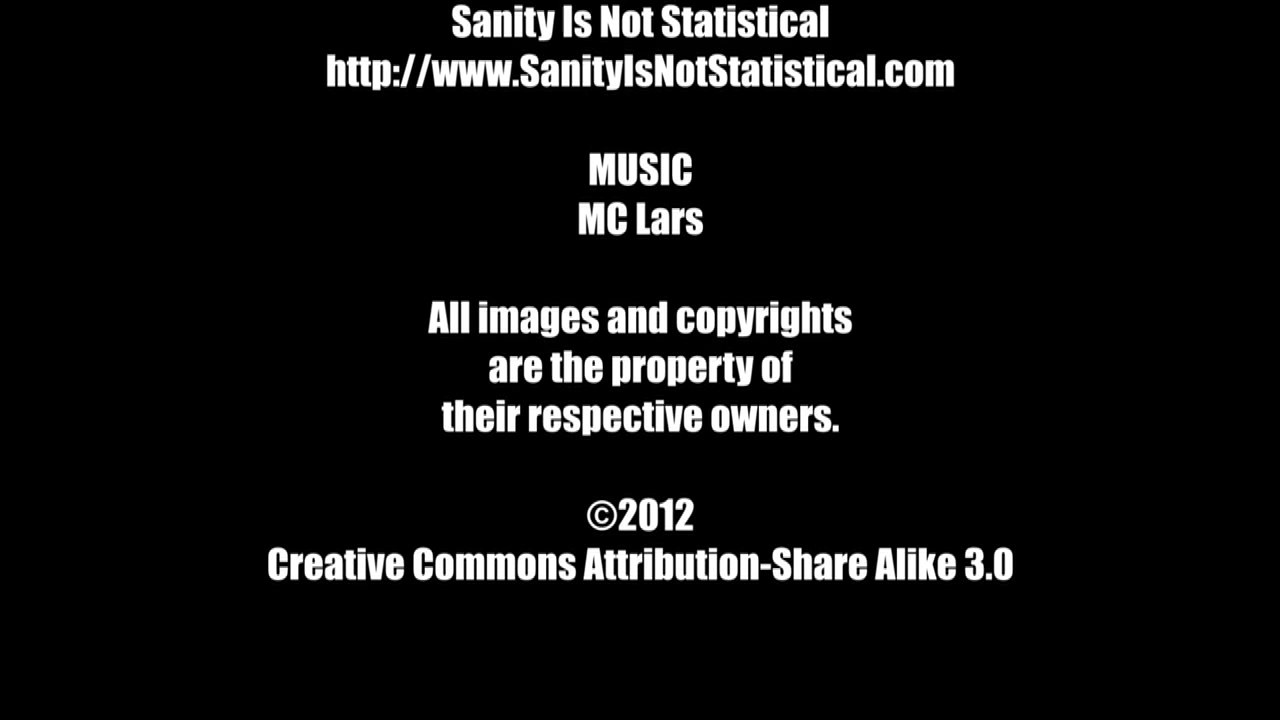 Sanity Is Not Statistical
http://www.SanityIsNotStatistical.com
MUSIC
MC Lars
All images and copyrights
are the property of
their respective owners.
©2012
Creative Commons Attribution-Share Alike 3.0